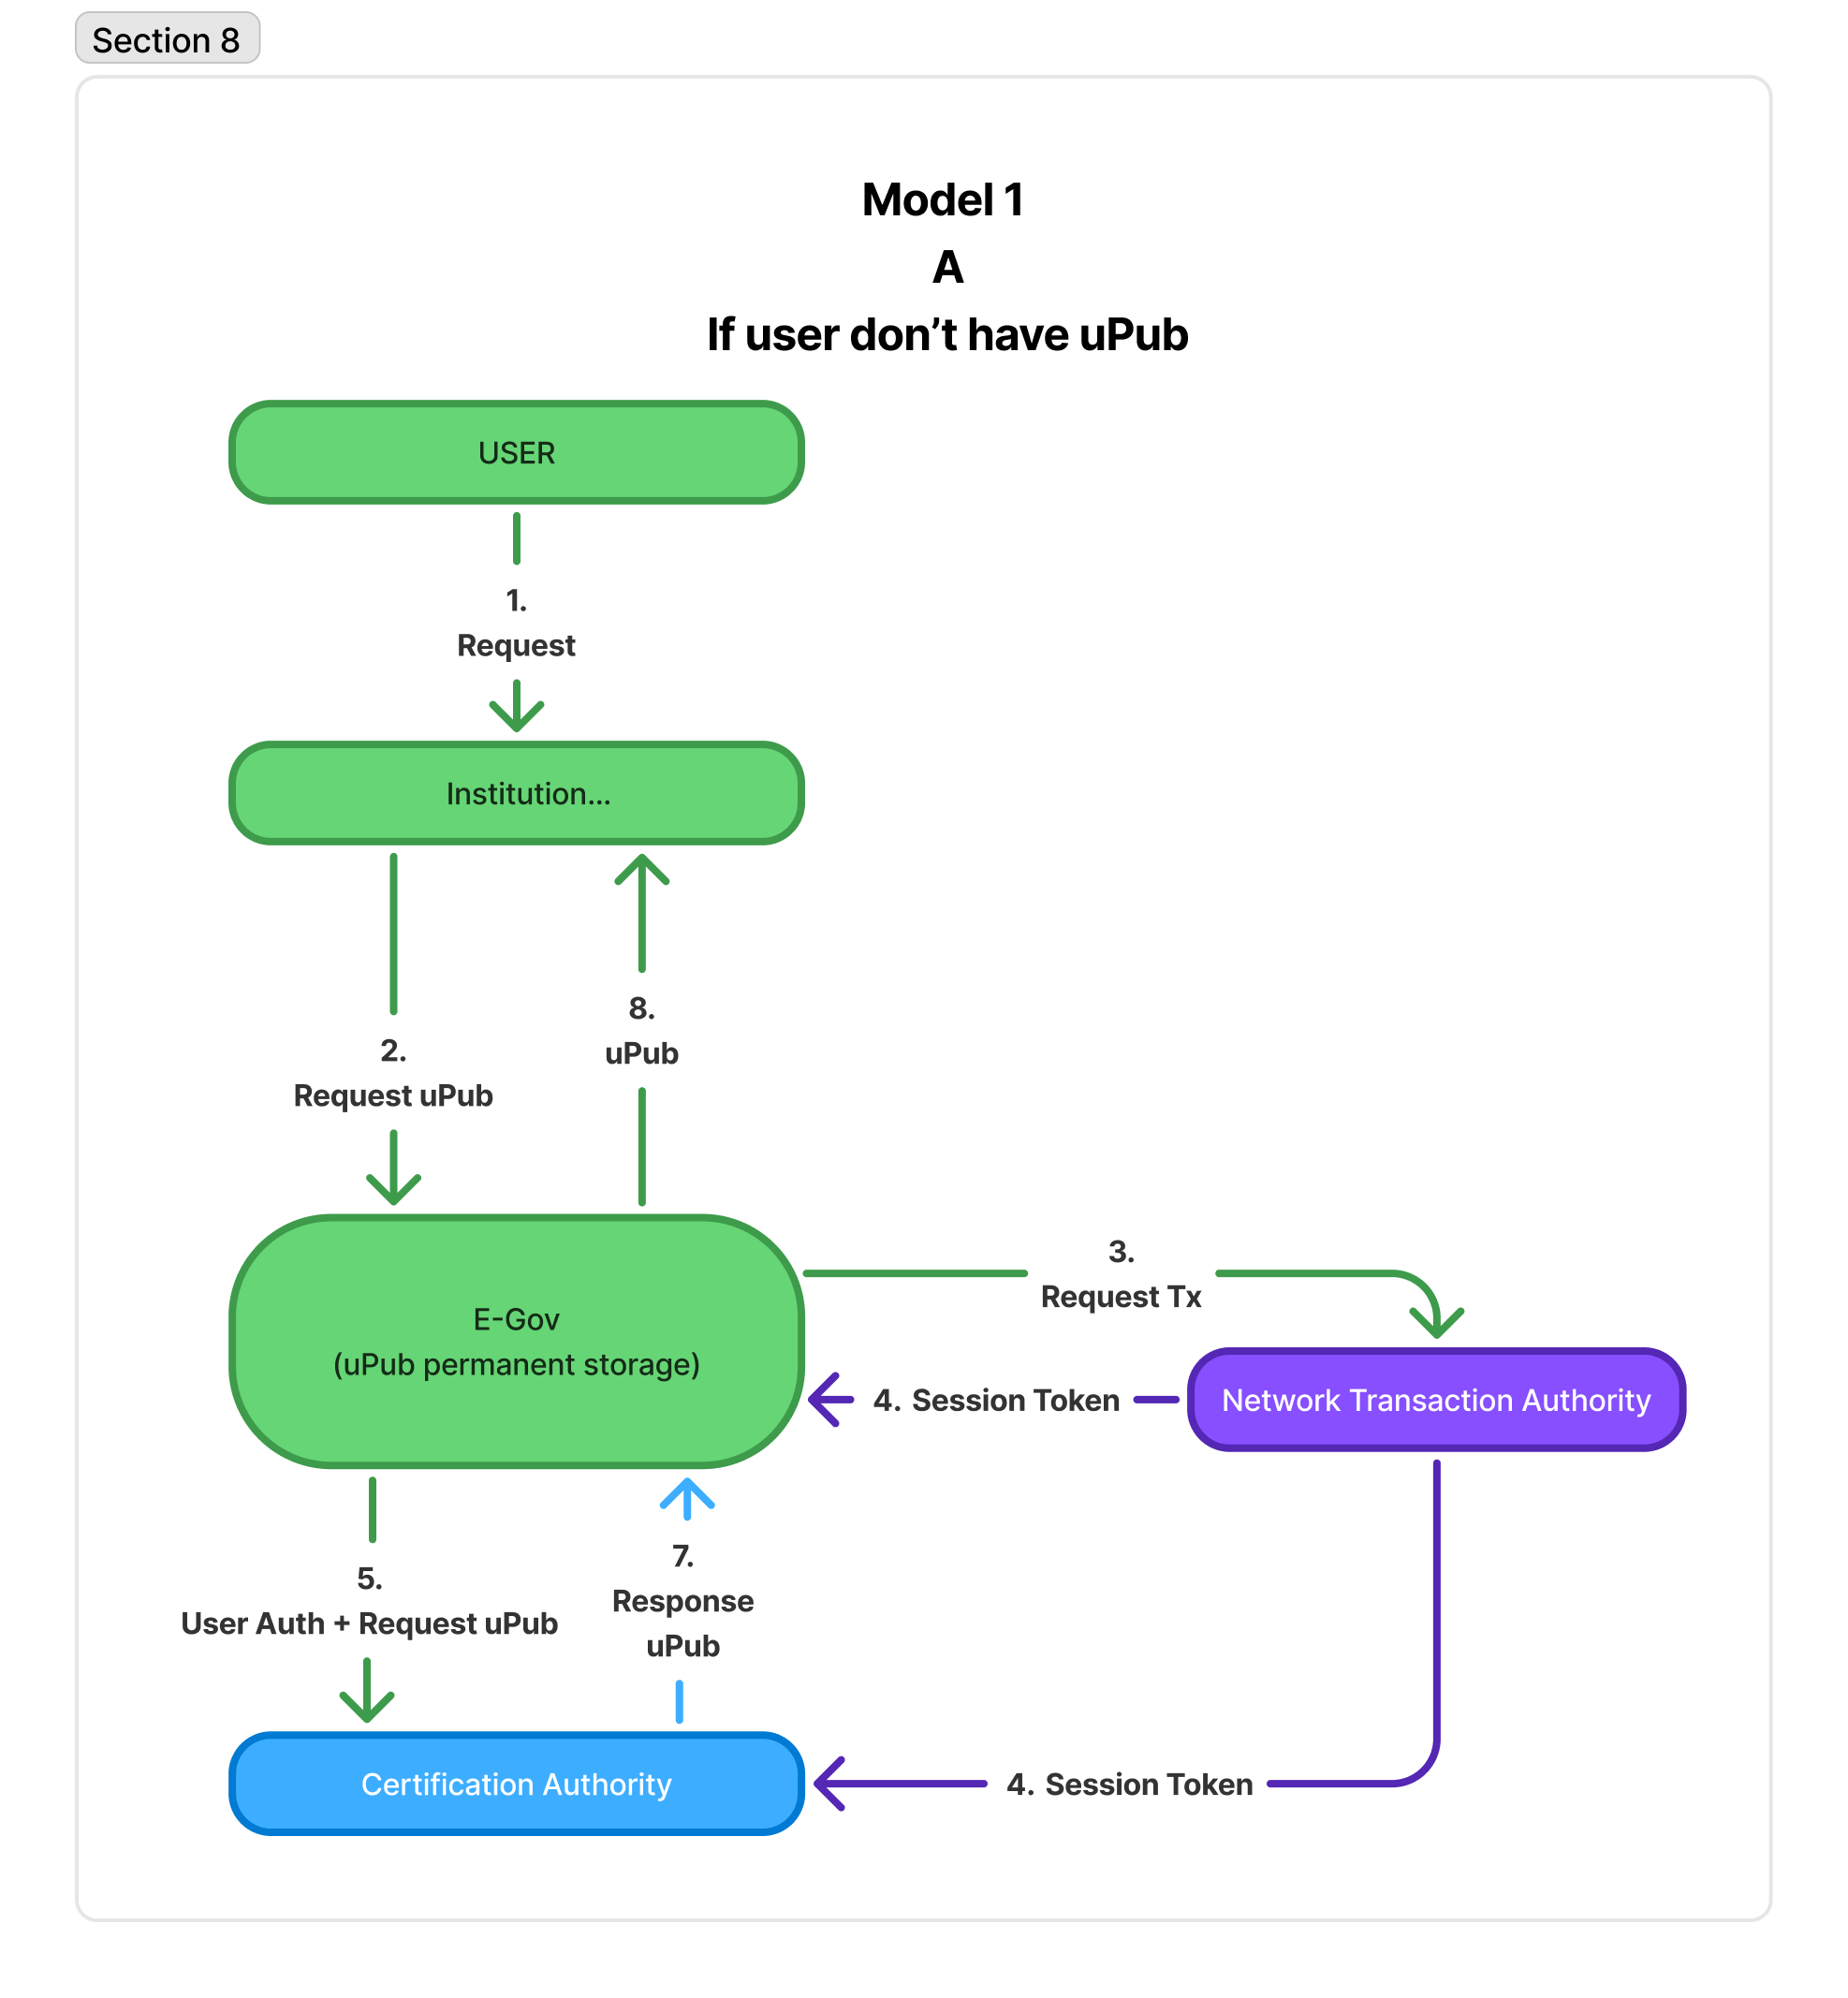 Section 8
Model 1
A
If user don’t have uPub
USER
1.
Request
Institution...
2.
Request uPub
8.
uPub
3.
Request Tx
E-Gov
(uPub permanent storage)
4. Session Token
Network Transaction Authority
5.
User Auth + Request uPub
7.
Response
uPub
Certification Authority
4. Session Token